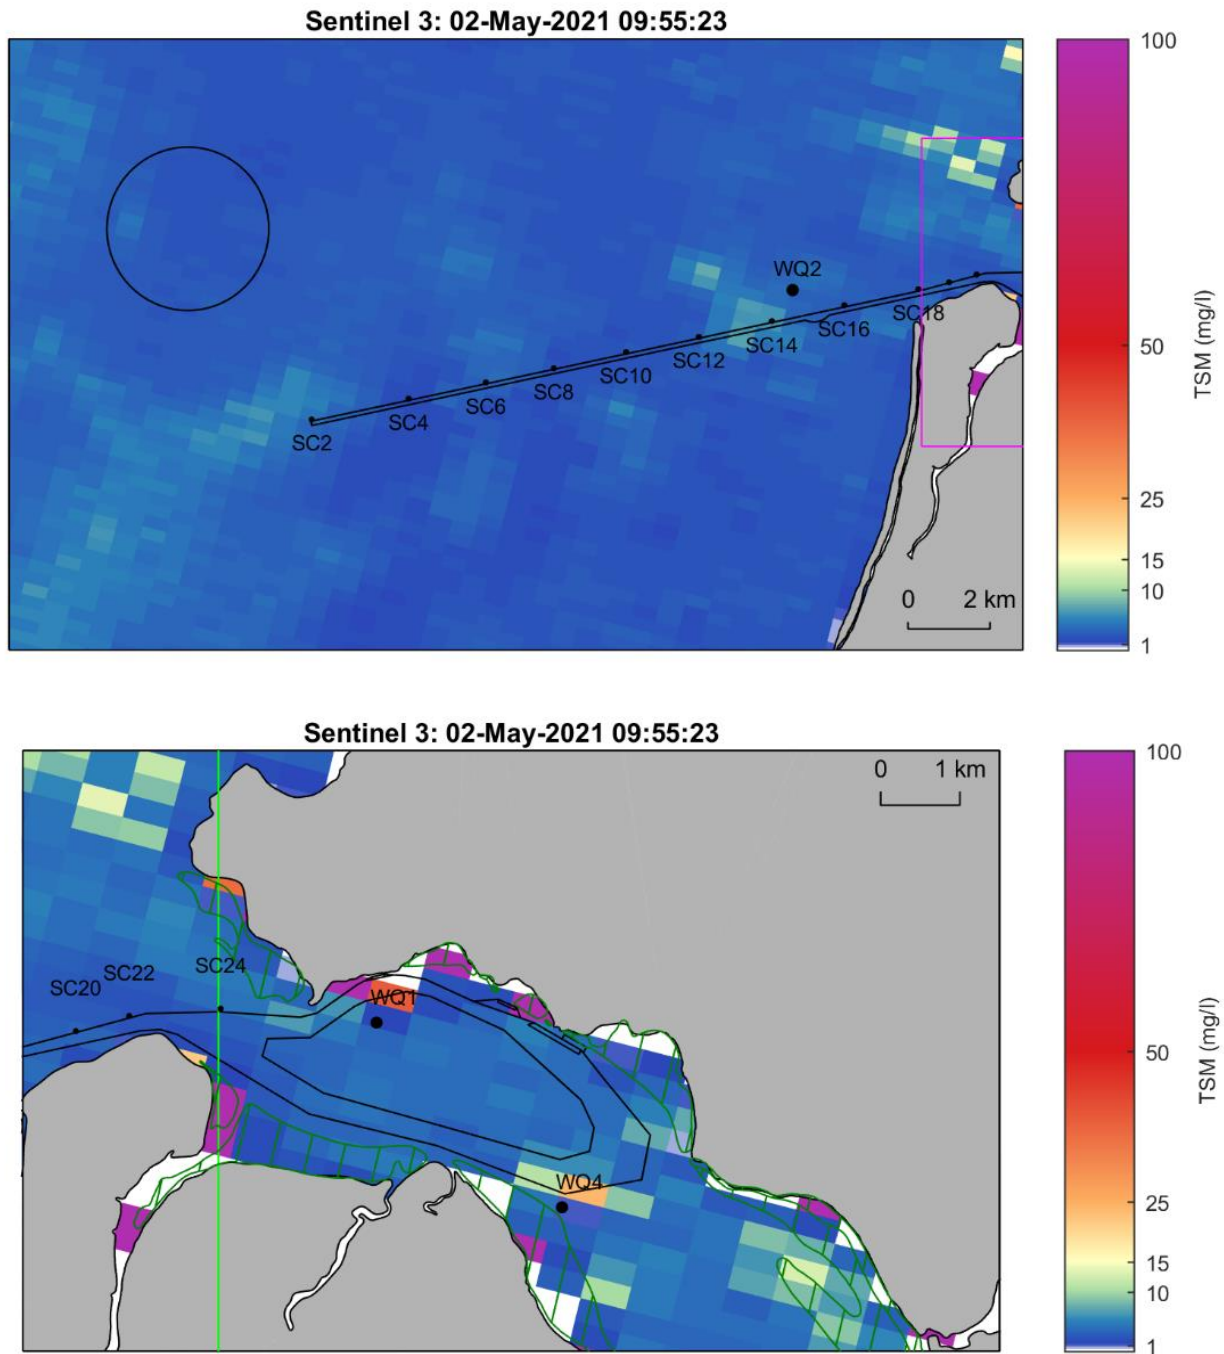 Sentinel 3: 02-May-2021 09:55:23
100
WQ2
SC18
SC16
SC14
SC12
SC10
SC8
SC6
SC4
SC2
50
TSM (mg/l)
25
15
10
1
0 2 km
Sentinel 3: 02-May-2021 09:55:23
100
0 1 km
SC20
SC22
SC24
WQ1
WQ4
50
TSM (mg/l)
25
15
10
1